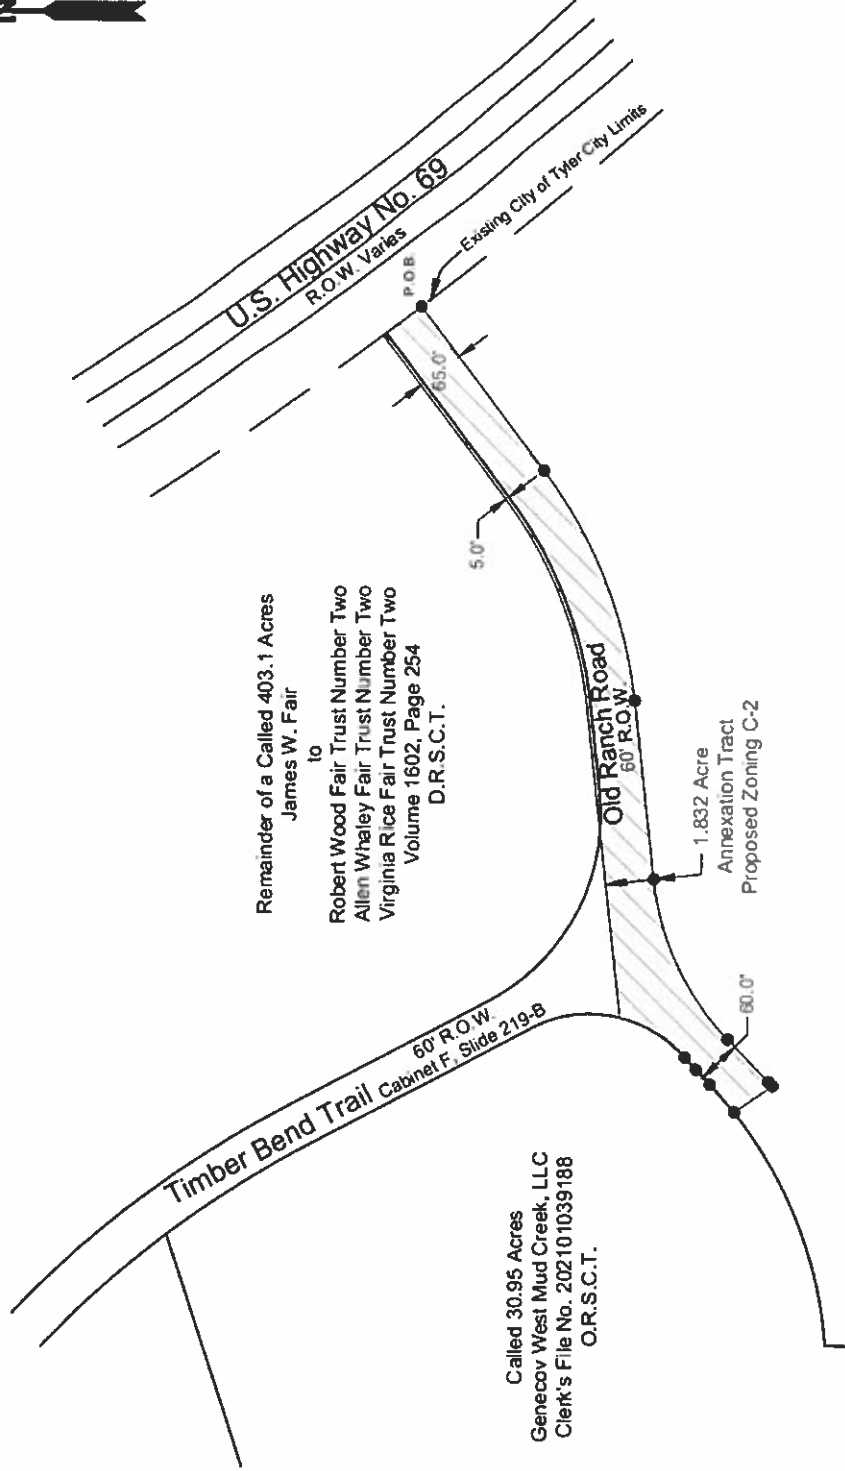 N
U.S. Highway No. 69
R.O.W. Varies
P.O.B.
Existing City of Tyler City Limits
65.0'
5.0'
Remainder of a Called 403.1 Acres
James W. Fair
to
Robert Wood Fair Trust Number Two
Allen Whaley Fair Trust Number Two
Virginia Rice Fair Trust Number Two
Volume 1602, Page 254
D.R.S.C.T.
Old Ranch Road
60' R.O.W.
1.832 Acre
Annexation Tract
Proposed Zoning C-2
60.0'
Timber Bend Trail
60' R.O.W.
Cabinet F, Slide 219-B
Called 30.95 Acres
Genecov West Mud Creek, LLC
Clerk's File No. 202101039188
O.R.S.C.T.